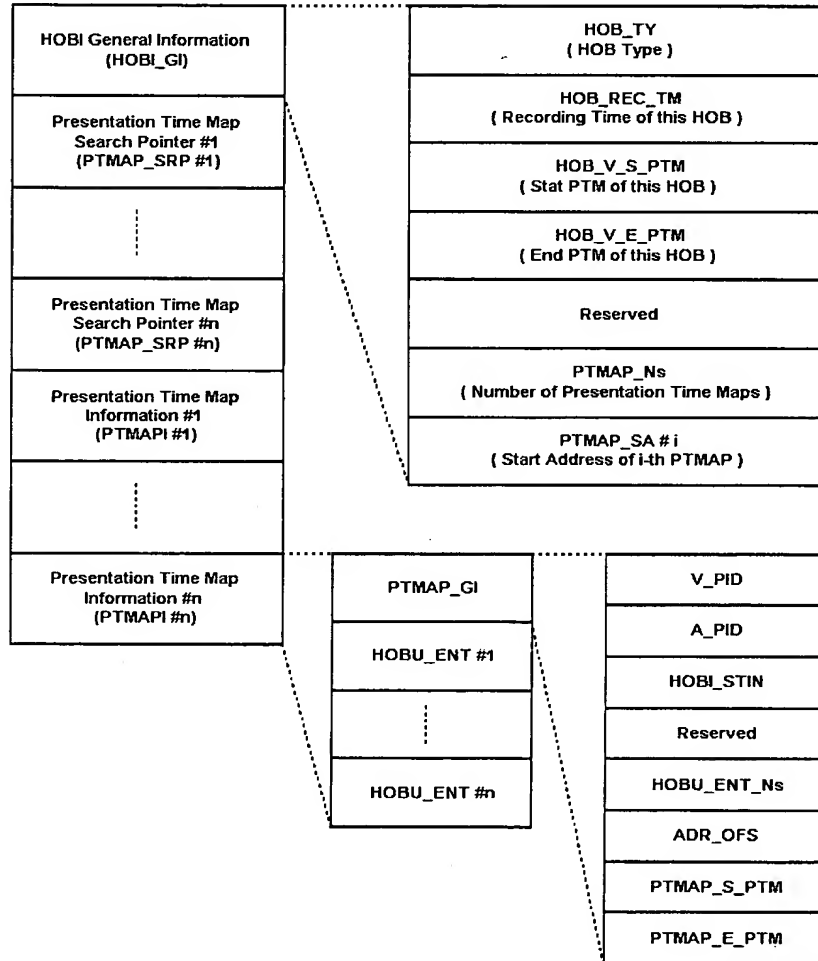 HOBI General Information
(HOBI_GI)
Presentation Time Map
Search Pointer #1
(PTMAP_SRP #1)
Presentation Time Map
Search Pointer #n
(PTMAP_SRP #n)
Presentation Time Map
Information #1
(PTMAPI #1)
Presentation Time Map
Information #n
(PTMAPI #n)
HOB_TY
( HOB Type )
HOB_REC_TM
( Recording Time of this HOB )
HOB_V_S_PTM
( Stat PTM of this HOB )
HOB_V_E_PTM
( End PTM of this HOB )
Reserved
PTMAP_Ns
( Number of Presentation Time Maps )
PTMAP_SA # i
( Start Address of i-th PTMAP )
PTMAP_GI
HOBU_ENT #1
HOBU_ENT #n
V_PID
A_PID
HOBI_STIN
Reserved
HOBU_ENT_Ns
ADR_OFS
PTMAP_S_PTM
PTMAP_E_PTM